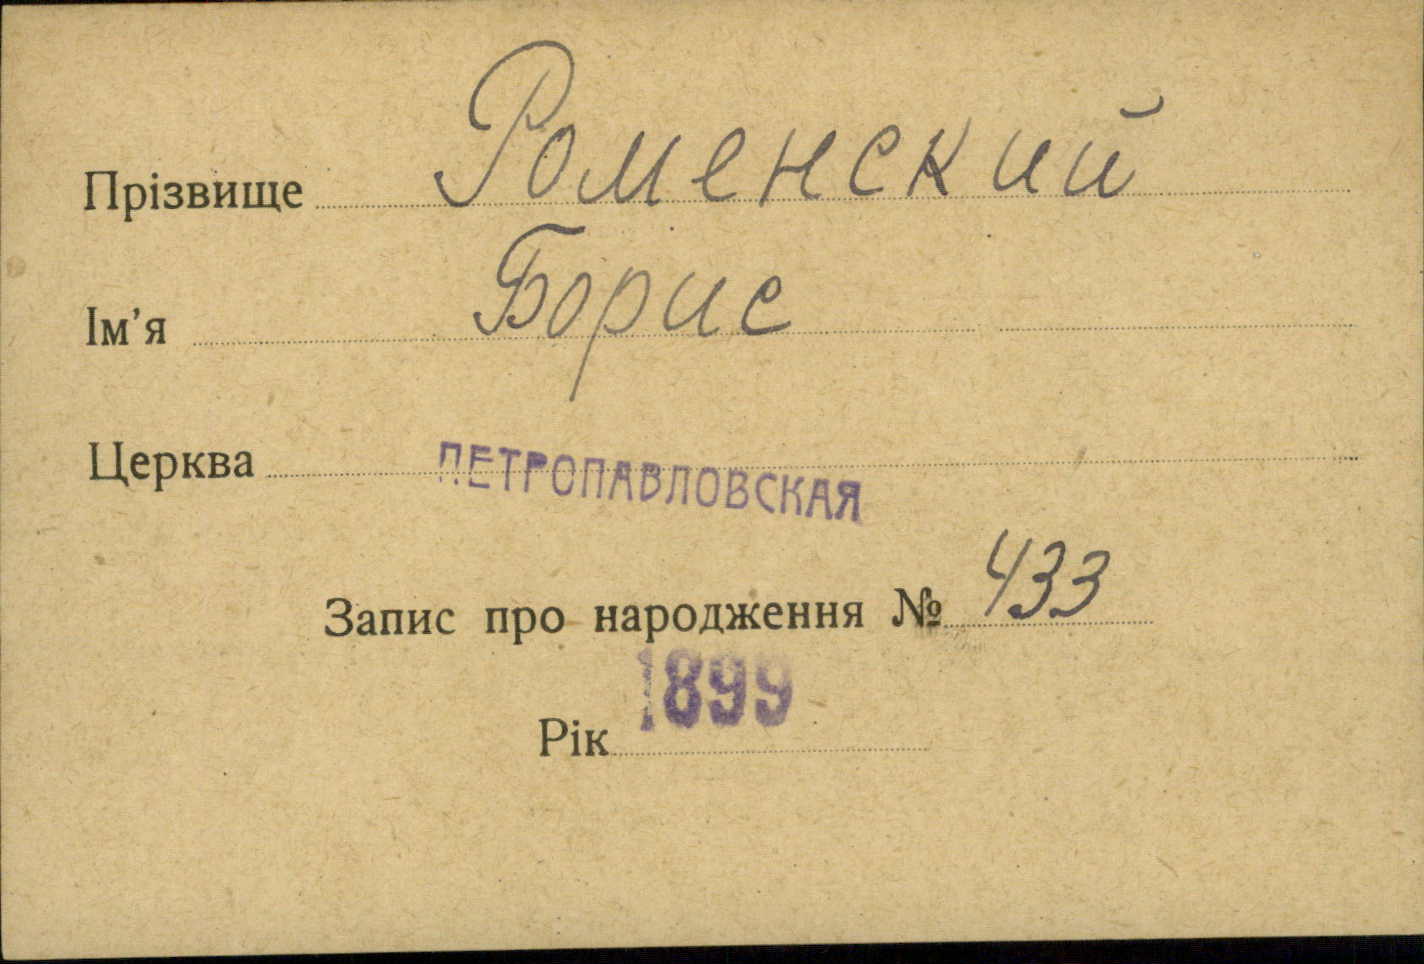 Прізвище Роменский
Ім'я Борис
Церква ПЕТРОПАВЛОВСКАЯ
Запис про народження № 433
Рік 1899